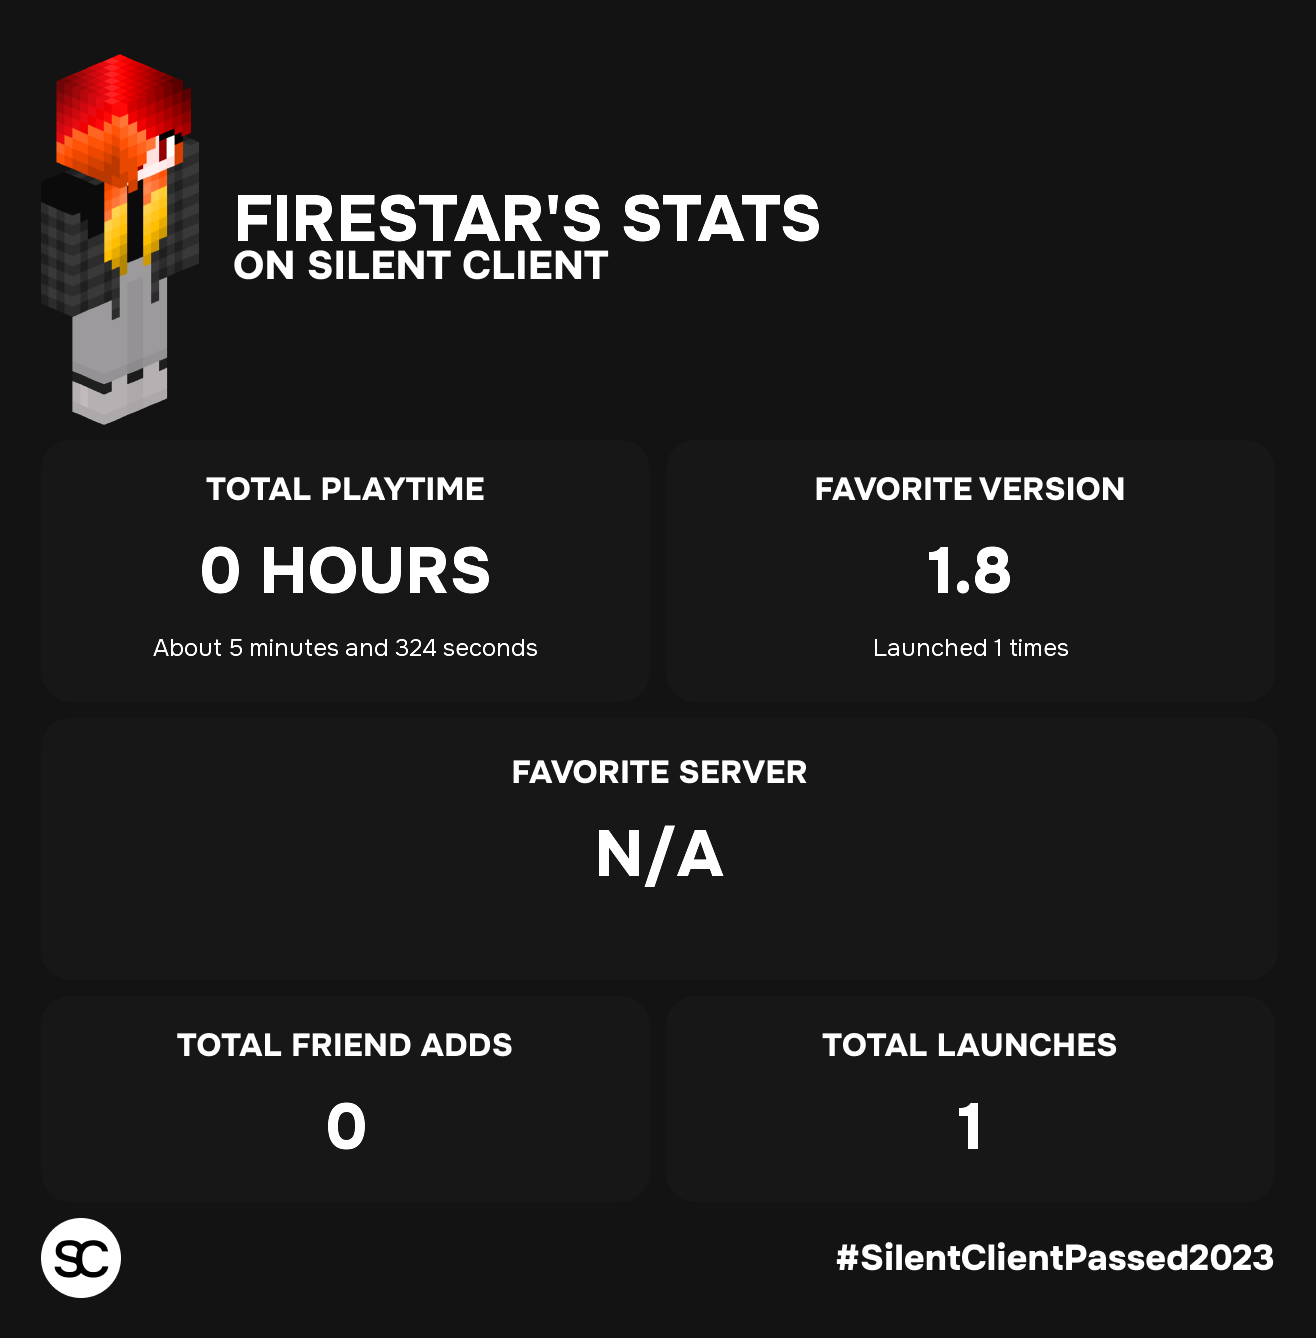 FIRESTAR'S STATS
ON SILENT CLIENT
TOTAL PLAYTIME
0 HOURS
About 5 minutes and 324 seconds
FAVORITE VERSION
1.8
Launched 1 times
FAVORITE SERVER
N/A
TOTAL FRIEND ADDS
0
TOTAL LAUNCHES
1
SC
#SilentClientPassed2023